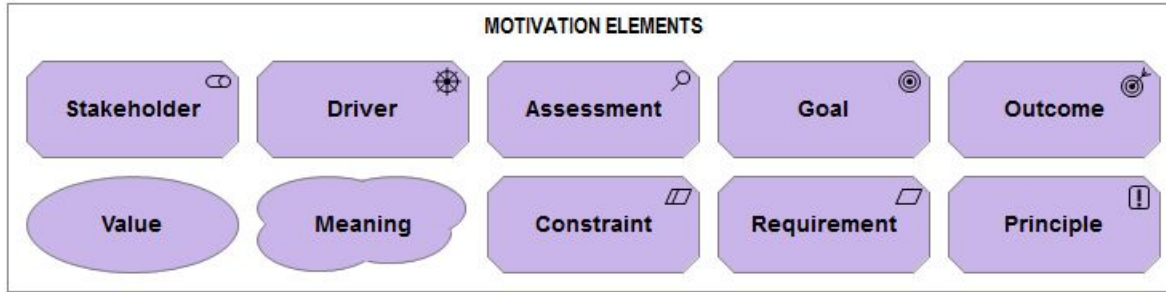 MOTIVATION ELEMENTS
Stakeholder
Driver
Assessment
Goal
Outcome
Value
Meaning
Constraint
Requirement
Principle